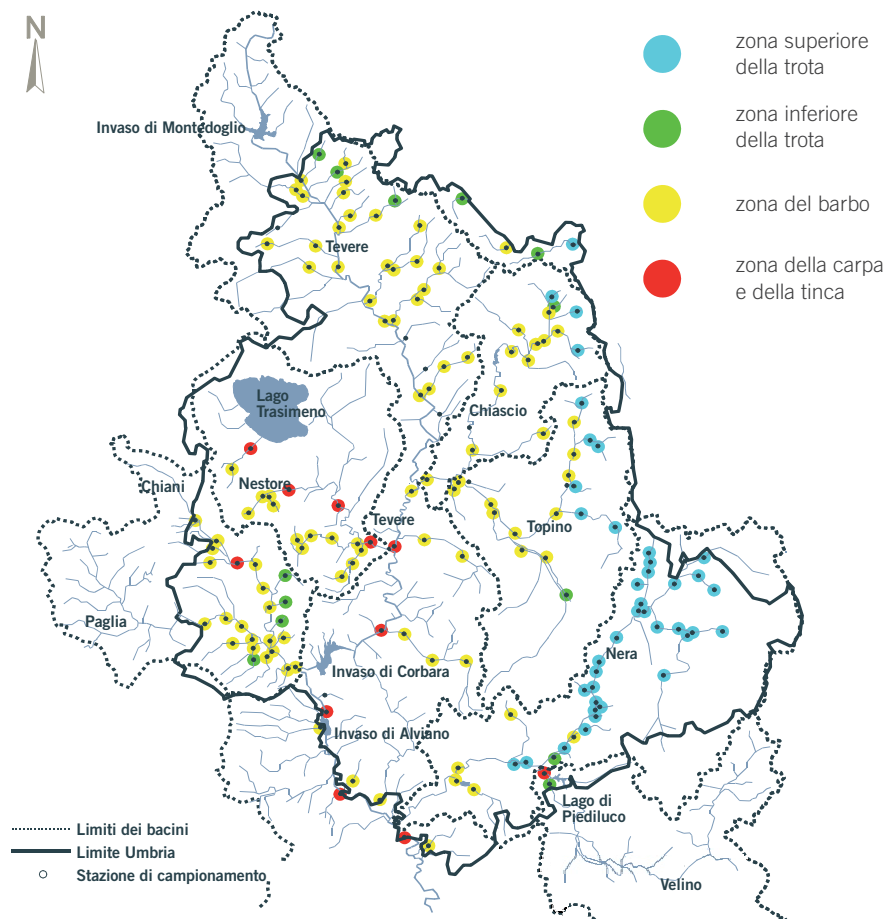 N
zona superiore
della trota
zona inferiore
della trota
zona del barbo
zona della carpa
e della tinca
Invaso di Montedoglio
Tevere
Lago
Trasimeno
Chiascio
Chiani
Nestore
Tevere
Topino
Paglia
Nera
Invaso di Corbara
Invaso di Alviano
Lago di
Piediluco
Velino
Limiti dei bacini
Limite Umbria
Stazione di campionamento